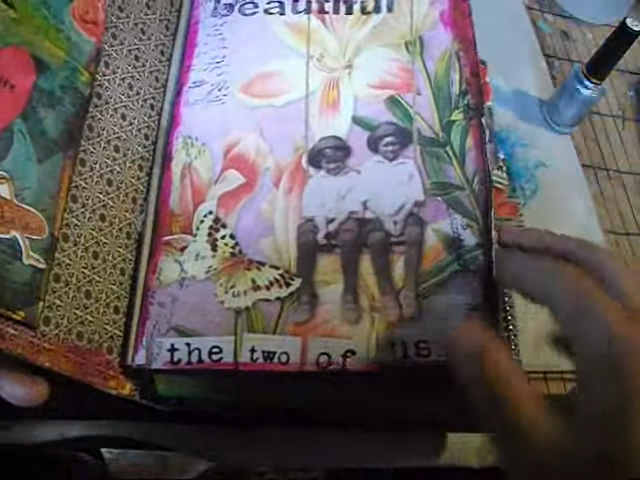 beautiful
the two of us.